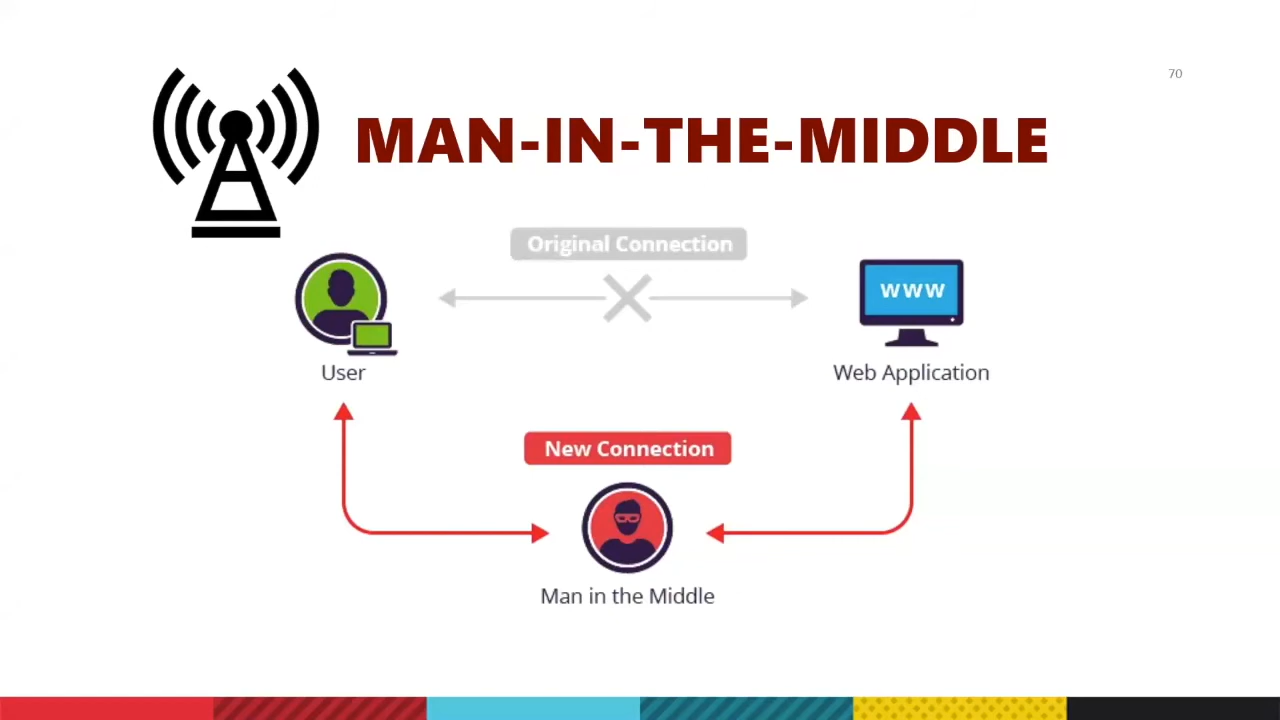 70
MAN-IN-THE-MIDDLE
Original Connection
www
User
Web Application
New Connection
Man in the Middle